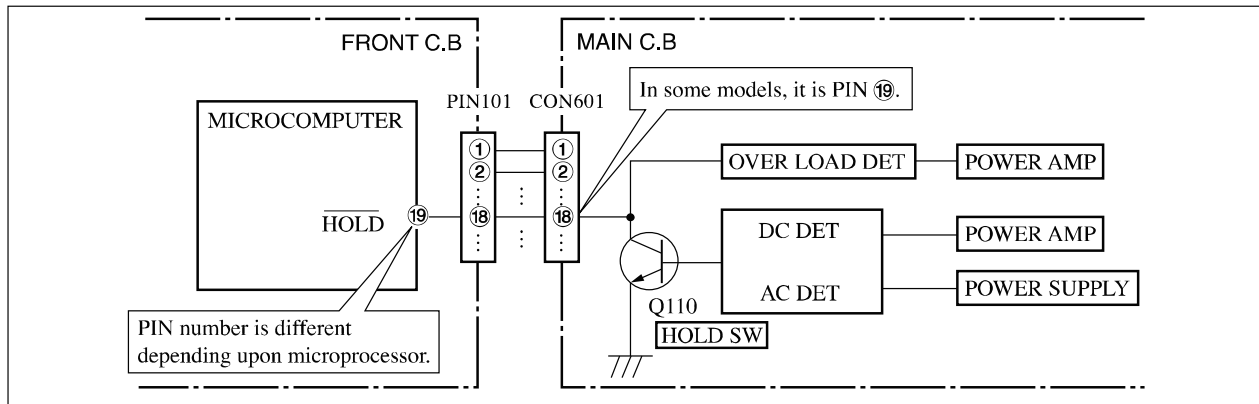 FRONT C.B
MAIN C.B
PIN101
CON601
In some models, it is PIN ⑲.
MICROCOMPUTER
① ①
② ②
⋮ ⋮ ⋮
H̅O̅L̅D̅ ⑲ ⑱ ⑱
⋮ ⋮ ⋮
OVER LOAD DET
POWER AMP
DC DET
POWER AMP
AC DET
POWER SUPPLY
Q110
HOLD SW
PIN number is different
depending upon microprocessor.